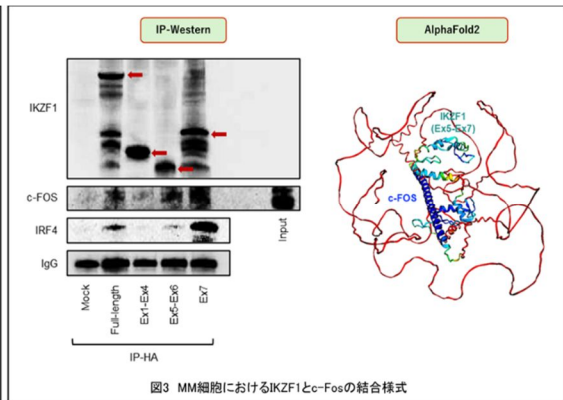 IP-Western
AlphaFold2
IKZF1
c-FOS
IRF4
IgG
Input
Mock
Full-length
Ex1-Ex4
Ex5-Ex6
Ex7
IP-HA
IKZF1
(Ex5-Ex7)
c-FOS
図3 MM細胞におけるIKZF1とc-Fosの結合様式